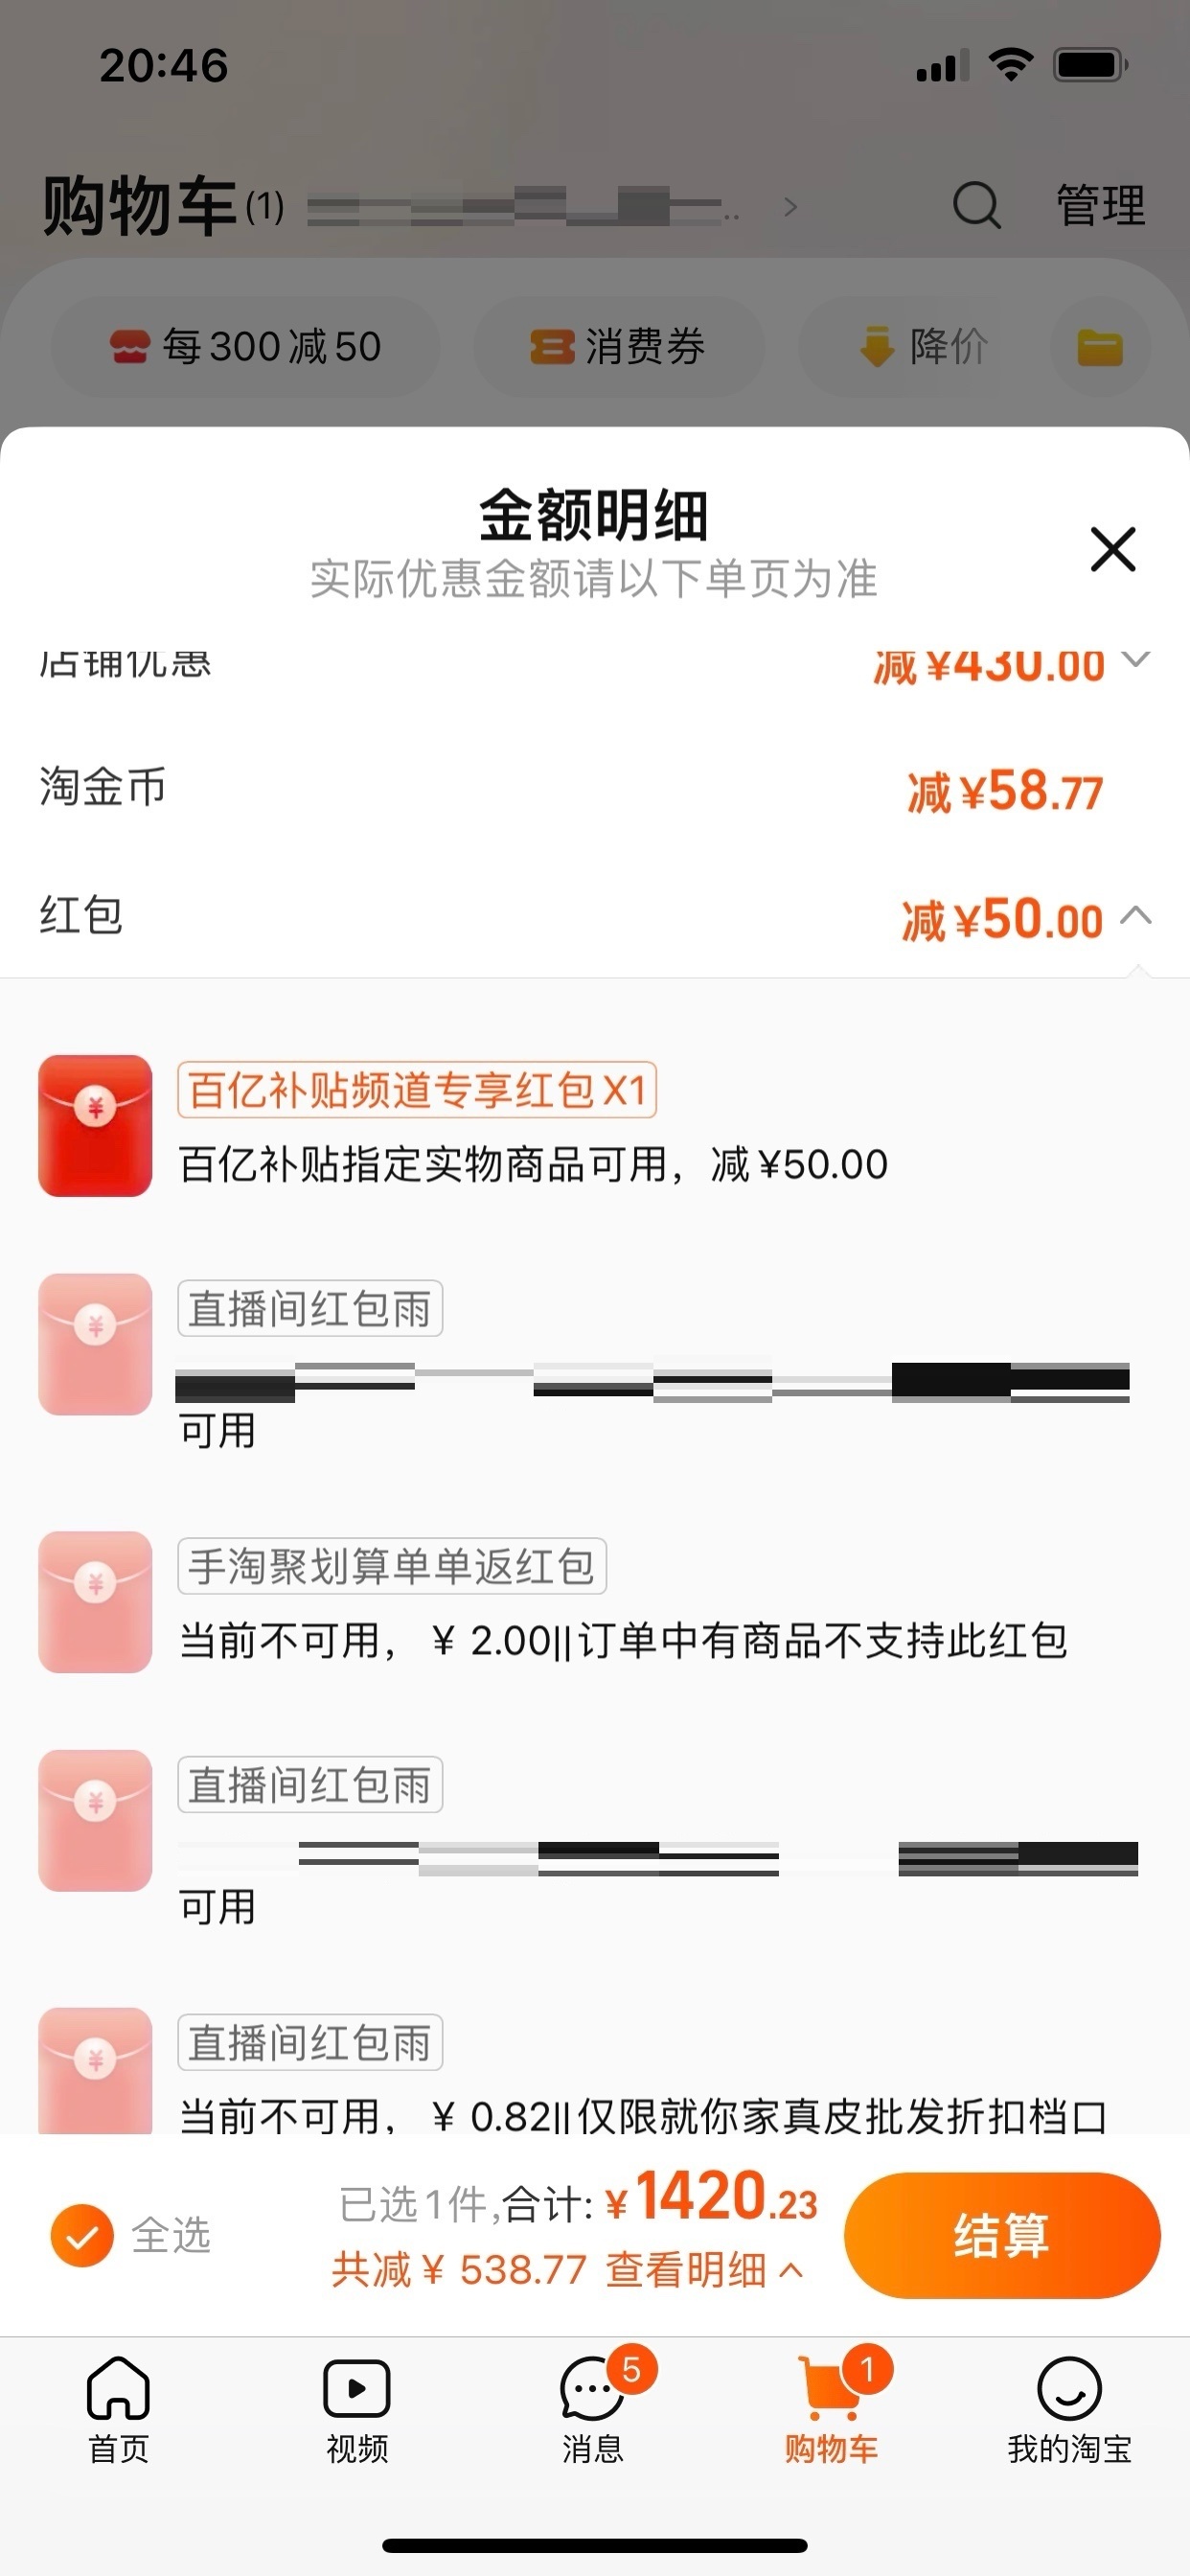 20:46
购物车(1)
..
管理
每300减50
消费券
降价
金额明细
实际优惠金额请以下单页为准
店铺优惠 减¥430.00
淘金币 减¥58.77
红包 减¥50.00
百亿补贴频道专享红包X1
百亿补贴指定实物商品可用，减¥50.00
直播间红包雨
可用
手淘聚划算单单返红包
当前不可用，￥2.00||订单中有商品不支持此红包
直播间红包雨
可用
直播间红包雨
当前不可用，￥0.82||仅限就你家真皮批发折扣档口
全选
已选1件,合计:¥1420.23
共减￥538.77 查看明细
结算
5
1
首页
视频
消息
购物车
我的淘宝